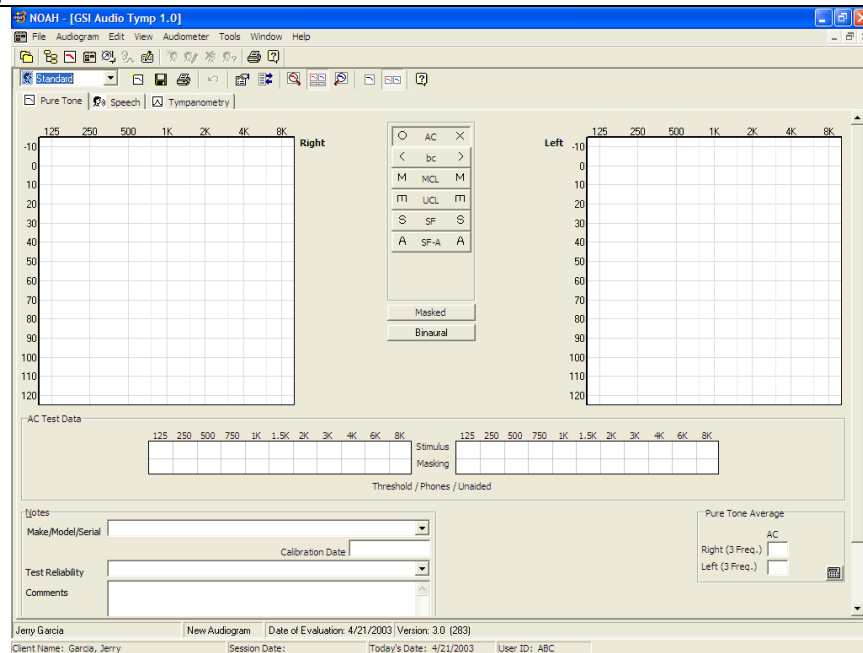 NOAH - [GSI Audio Tymp 1.0]
File Audiogram Edit View Audiometer Tools Window Help
Standard
Pure Tone Speech Tympanometry
125 250 500 1K 2K 4K 8K
Right
-10
0
10
20
30
40
50
60
70
80
90
100
110
120
AC
< bc >
M MCL M
m UCL m
S SF S
A SF-A A
Masked
Binaural
Left
125 250 500 1K 2K 4K 8K
-10
0
10
20
30
40
50
60
70
80
90
100
110
120
AC Test Data
125 250 500 750 1K 1.5K 2K 3K 4K 6K 8K
Stimulus
Masking
125 250 500 750 1K 1.5K 2K 3K 4K 6K 8K
Threshold / Phones / Unaided
Notes
Make/Model/Serial
Calibration Date
Test Reliability
Comments
Pure Tone Average
AC
Right (3 Freq.)
Left (3 Freq.)
Jerry Garcia New Audiogram Date of Evaluation: 4/21/2003 Version: 3.0 (283)
Client Name: Garcia, Jerry Session Date: Today's Date: 4/21/2003 User ID: ABC